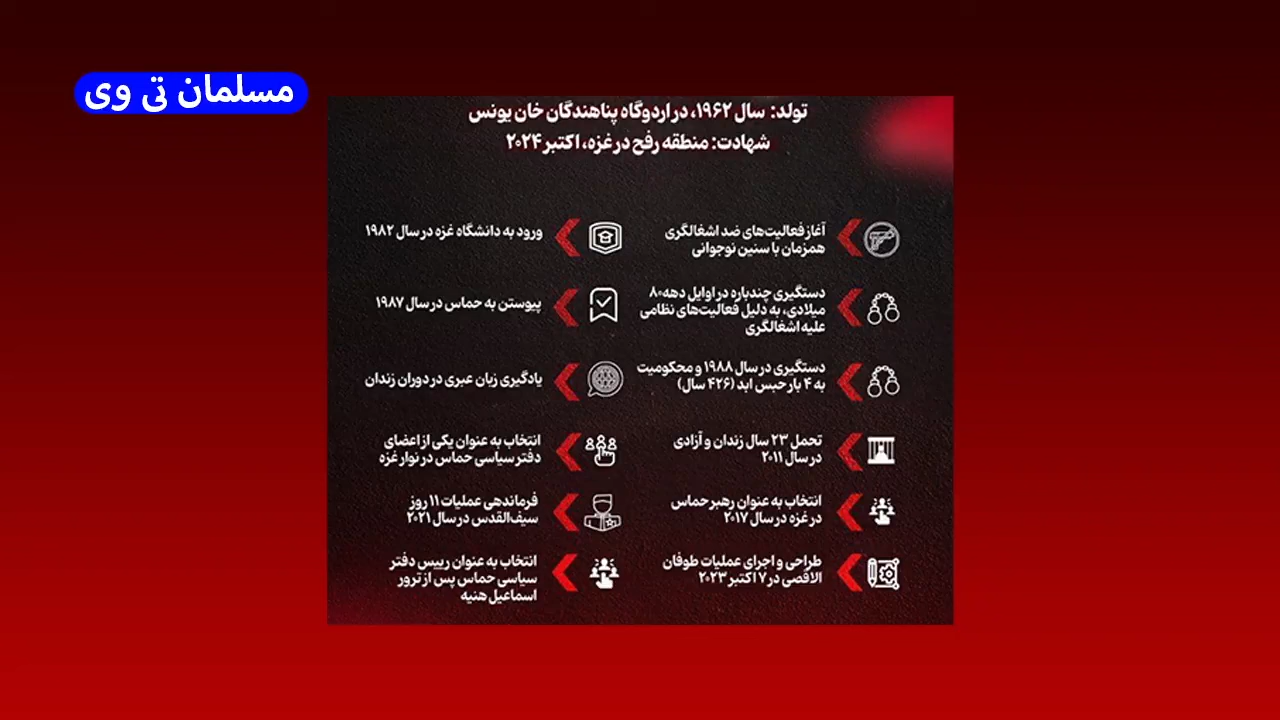 مسلمان تی وی
تولد: سال ۱۹۶۲، در اردوگاه پناهندگان خان یونس
شهادت: منطقه رفح در غزه، اکتبر ۲۰۲۴
آغاز فعالیت‌های ضد اشغالگری
همزمان با سنین نوجوانی
ورود به دانشگاه غزه در سال ۱۹۸۲
دستگیری چندباره در اوایل دهه ۸۰
میلادی، به دلیل فعالیت‌های نظامی
علیه اشغالگری
پیوستن به حماس در سال ۱۹۸۷
دستگیری در سال ۱۹۸۸ و محکومیت
به ۴ بار حبس ابد (۴۲۶ سال)
یادگیری زبان عبری در دوران زندان
تحمل ۲۳ سال زندان و آزادی
در سال ۲۰۱۱
انتخاب به عنوان یکی از اعضای
دفتر سیاسی حماس در نوار غزه
انتخاب به عنوان رهبر حماس
در غزه در سال ۲۰۱۷
فرماندهی عملیات ۱۱ روز
سیف‌القدس در سال ۲۰۲۱
طراحی و اجرای عملیات طوفان
الاقصی در ۷ اکتبر ۲۰۲۳
انتخاب به عنوان رییس دفتر
سیاسی حماس پس از ترور
اسماعیل هنیه